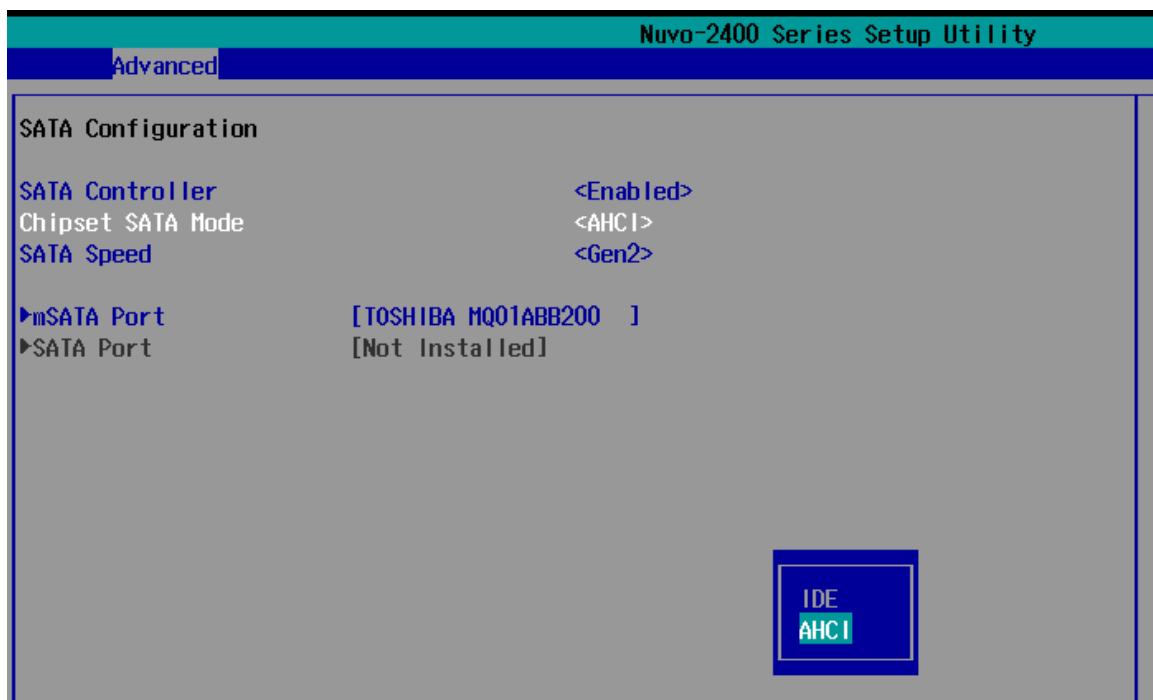 Nuvo-2400 Series Setup Utility
Advanced
SATA Configuration
SATA Controller <Enabled>
Chipset SATA Mode <AHCI>
SATA Speed <Gen2>
▶mSATA Port [TOSHIBA MQ01ABB200 ]
▶SATA Port [Not Installed]
IDE
AHCI